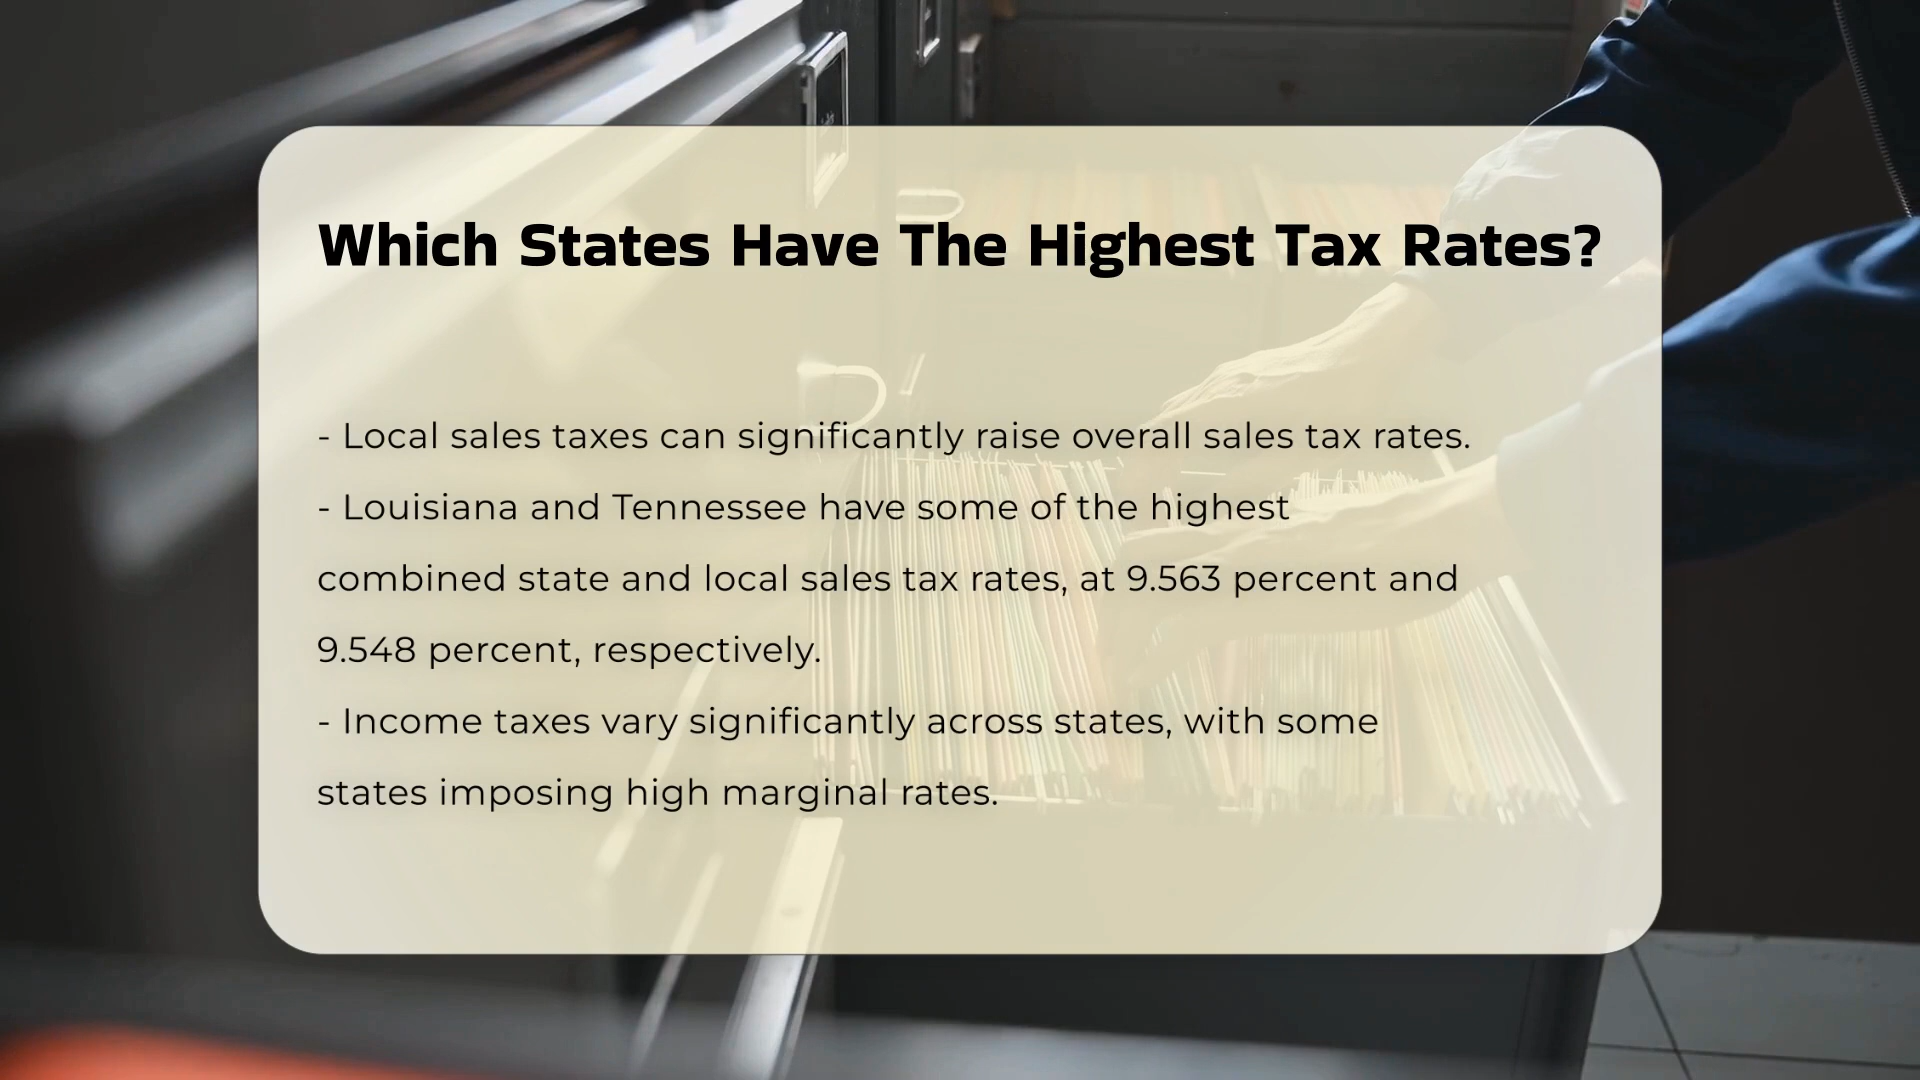 Which States Have The Highest Tax Rates?
- Local sales taxes can significantly raise overall sales tax rates.
- Louisiana and Tennessee have some of the highest
combined state and local sales tax rates, at 9.563 percent and
9.548 percent, respectively.
- Income taxes vary significantly across states, with some
states imposing high marginal rates.